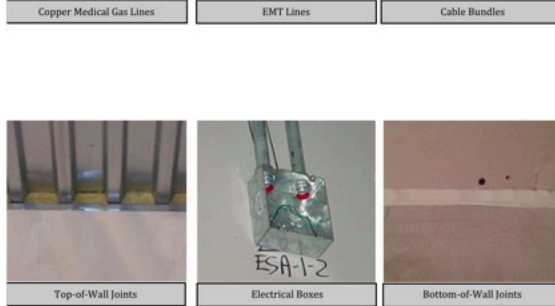 Copper Medical Gas Lines
EMT Lines
Cable Bundles
ESA-1-2
Top-of-Wall Joints
Electrical Boxes
Bottom-of-Wall Joints